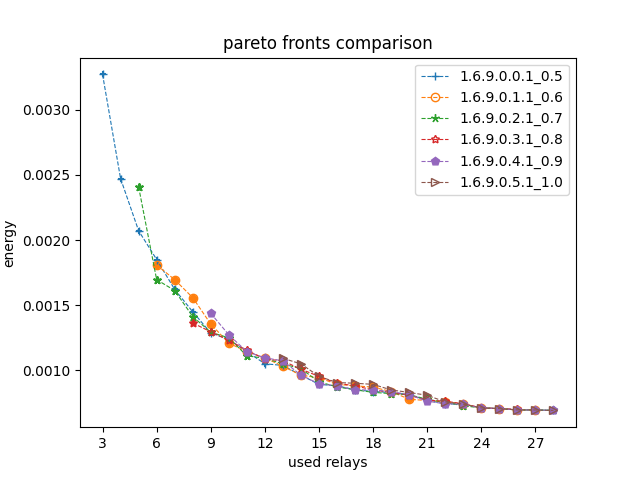 pareto fronts comparison
1.6.9.0.0.1_0.5
1.6.9.0.1.1_0.6
1.6.9.0.2.1_0.7
1.6.9.0.3.1_0.8
1.6.9.0.4.1_0.9
1.6.9.0.5.1_1.0
energy
0.0030
0.0025
0.0020
0.0015
0.0010
3 6 9 12 15 18 21 24 27
used relays